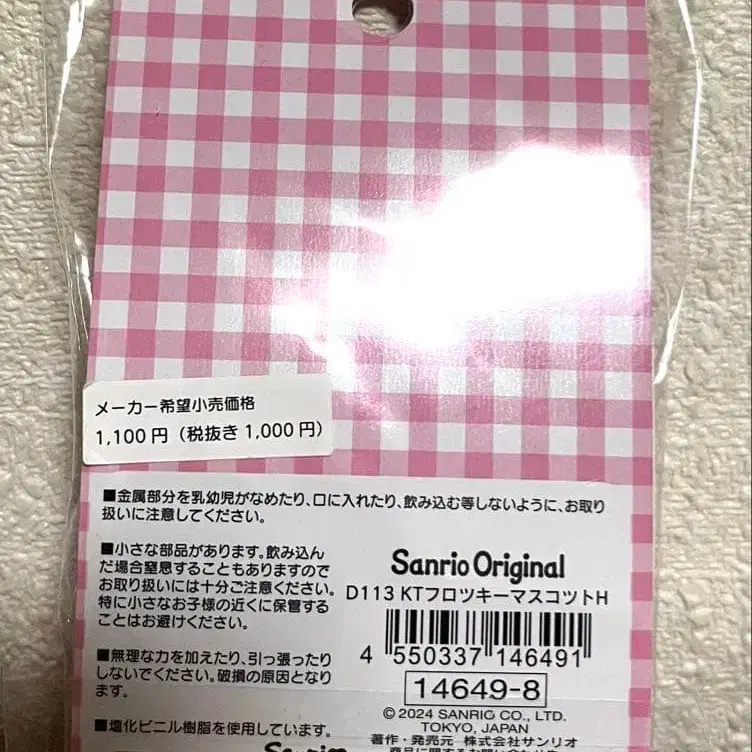 メーカー希望小売価格
1,100円（税抜き1,000円）
■金属部分を乳幼児がなめたり、口に入れたり、飲み込む等しないように、お取り
扱いに注意してください。
■小さな部品があります。飲み込ん
だ場合窒息することもありますので
お取り扱いには十分ご注意ください。
特に小さなお子様の近くに保管する
ことはお避けください。
■無理な力を加えたり、引っ張ったり
しないでください。破損の原因となり
ます。
■塩化ビニル樹脂を使用しています。
Sanrio Original
D113 KTフロツキーマスコツトH
4 550337 146491
14649-8
© 2024 SANRIO CO., LTD.
TOKYO, JAPAN
著作・発売元 株式会社サンリオ
Sanrio